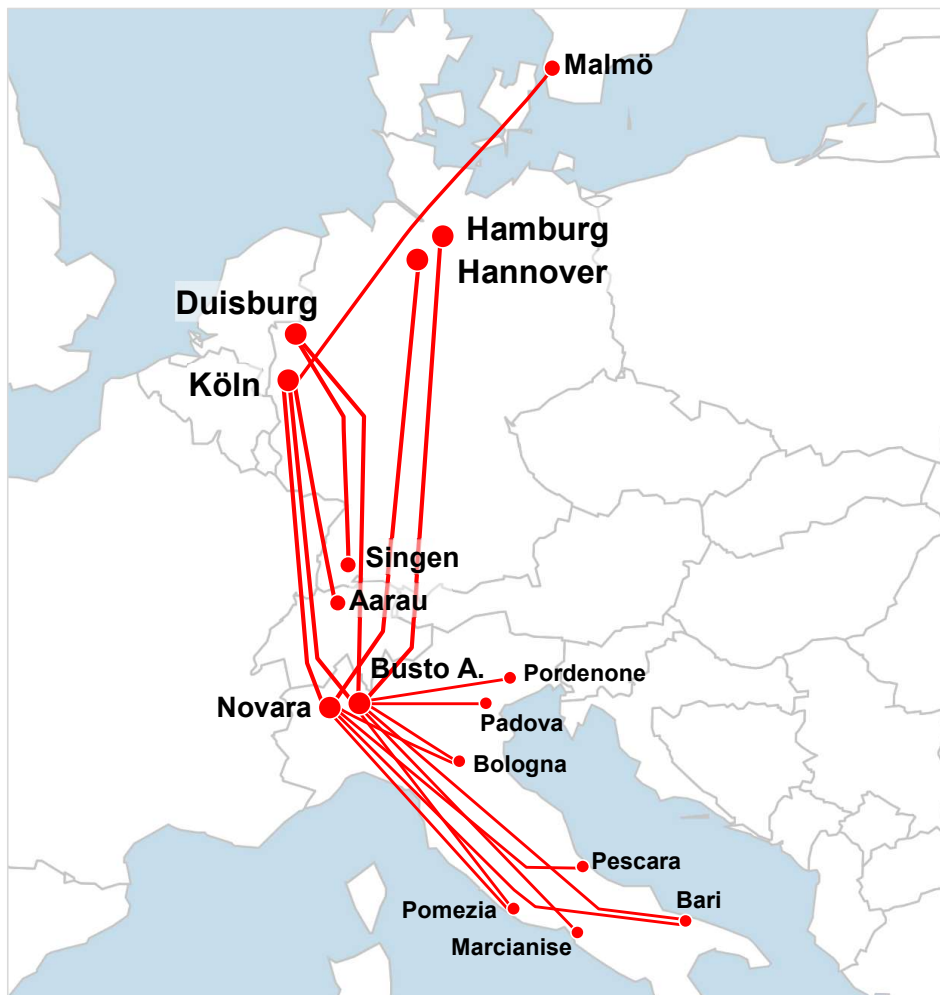 Malmö
Hamburg
Hannover
Duisburg
Köln
Singen
Aarau
Busto A.
Pordenone
Novara
Padova
Bologna
Pescara
Bari
Pomezia
Marcianise